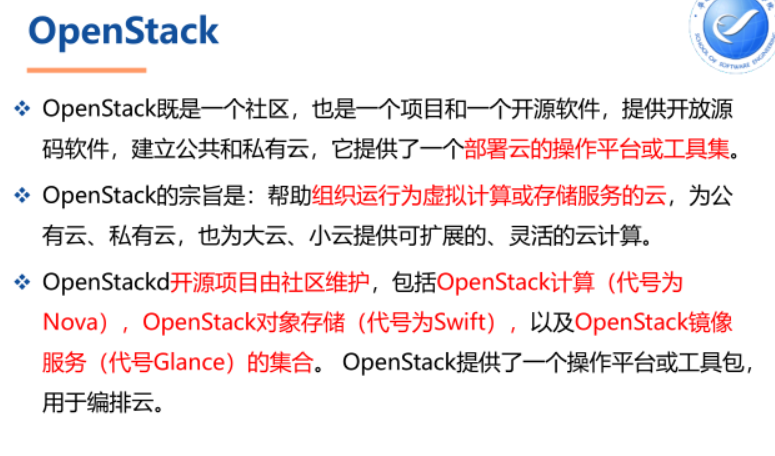 OpenStack
SCHOOL OF SOFTWARE ENGINEERING
❖ OpenStack既是一个社区，也是一个项目和一个开源软件，提供开放源
码软件，建立公共和私有云，它提供了一个部署云的操作平台或工具集。
❖ OpenStack的宗旨是：帮助组织运行为虚拟计算或存储服务的云，为公
有云、私有云，也为大云、小云提供可扩展的、灵活的云计算。
❖ OpenStackd开源项目由社区维护，包括OpenStack计算（代号为
Nova），OpenStack对象存储（代号为Swift），以及OpenStack镜像
服务（代号Glance）的集合。 OpenStack提供了一个操作平台或工具包，
用于编排云。